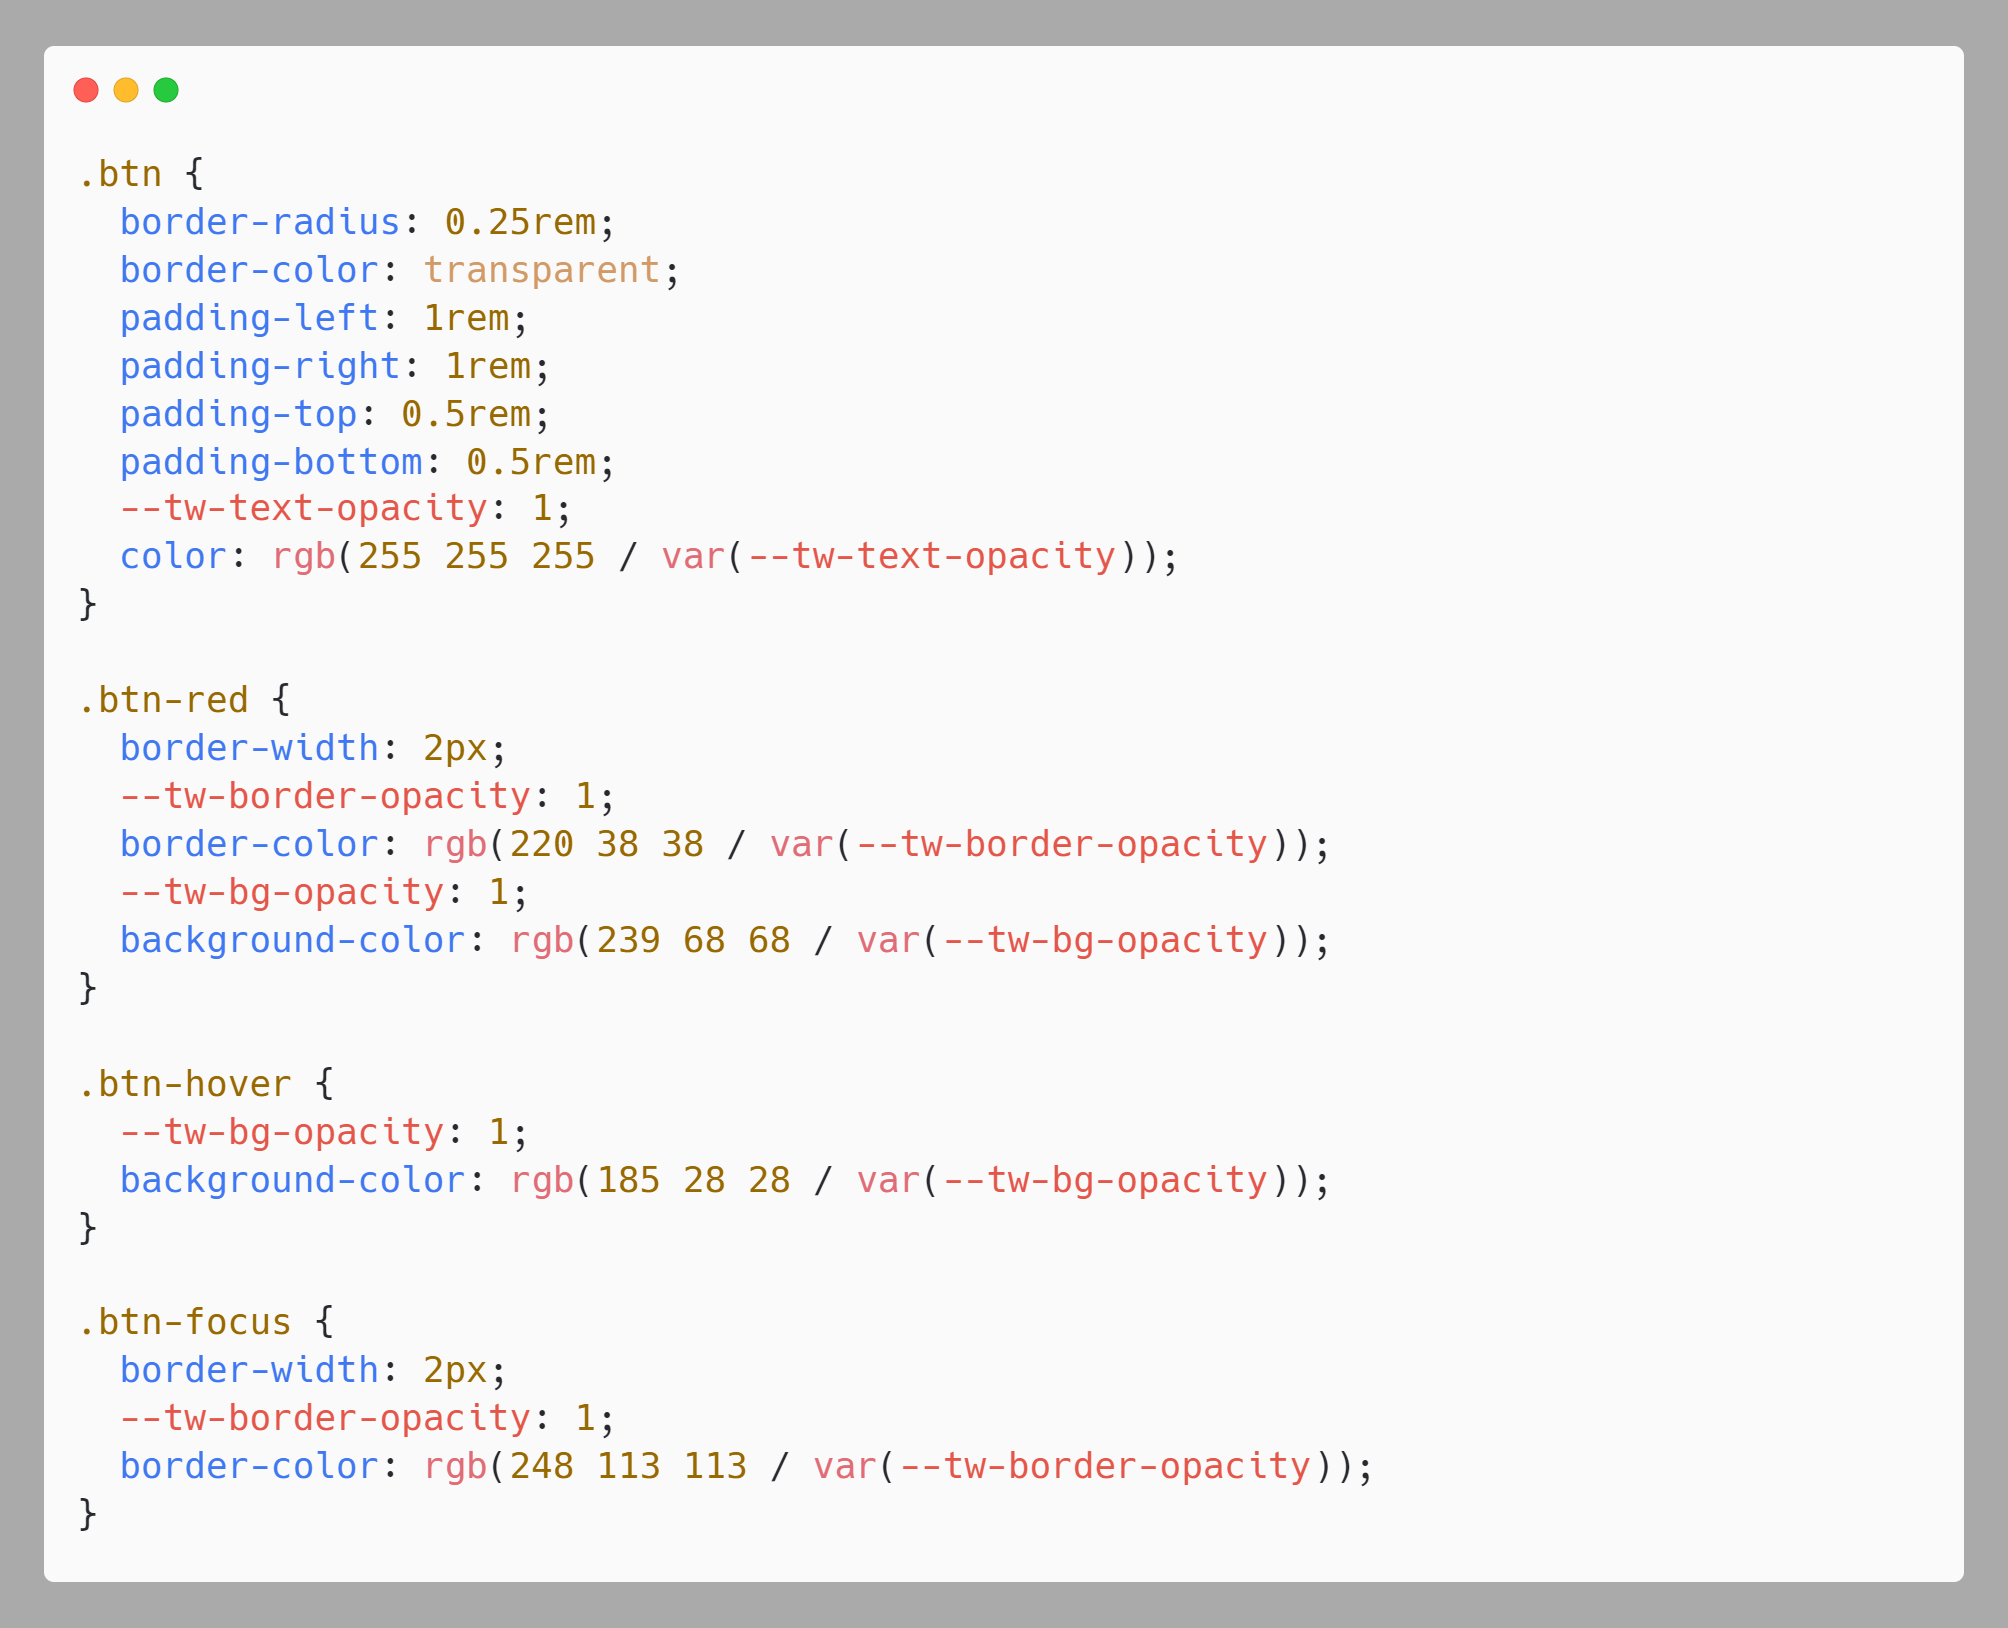 .btn {
  border-radius: 0.25rem;
  border-color: transparent;
  padding-left: 1rem;
  padding-right: 1rem;
  padding-top: 0.5rem;
  padding-bottom: 0.5rem;
  --tw-text-opacity: 1;
  color: rgb(255 255 255 / var(--tw-text-opacity));
}

.btn-red {
  border-width: 2px;
  --tw-border-opacity: 1;
  border-color: rgb(220 38 38 / var(--tw-border-opacity));
  --tw-bg-opacity: 1;
  background-color: rgb(239 68 68 / var(--tw-bg-opacity));
}

.btn-hover {
  --tw-bg-opacity: 1;
  background-color: rgb(185 28 28 / var(--tw-bg-opacity));
}

.btn-focus {
  border-width: 2px;
  --tw-border-opacity: 1;
  border-color: rgb(248 113 113 / var(--tw-border-opacity));
}